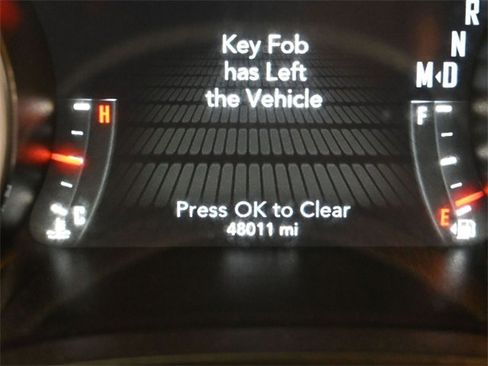 Key Fob
has Left
the Vehicle
R
N
M◂D
H
F
C
E
Press OK to Clear
48011 mi